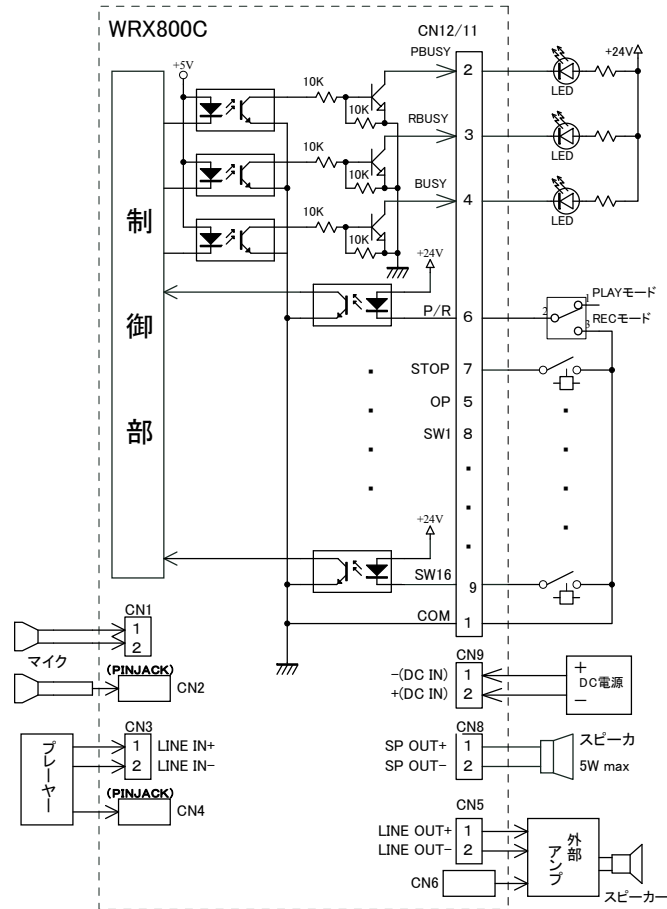 WRX800C
CN12/11
PBUSY
+24V
+5V
10K
2
LED
10K
RBUSY
10K
3
LED
10K
BUSY
10K
4
LED
10K
制御部
+24V
P/R
6
1
PLAYモード
2
3
RECモード
STOP
7
OP
5
SW1
8
+24V
SW16
9
COM
1
CN1
1
2
マイク
(PINJACK)
CN2
CN9
-(DC IN)
1
+(DC IN)
2
+
DC電源
-
CN3
プレーヤー
1
LINE IN+
2
LINE IN-
CN8
SP OUT+
1
SP OUT-
2
スピーカ
5W max
(PINJACK)
CN4
CN5
LINE OUT+
1
LINE OUT-
2
外部アンプ
CN6
スピーカー